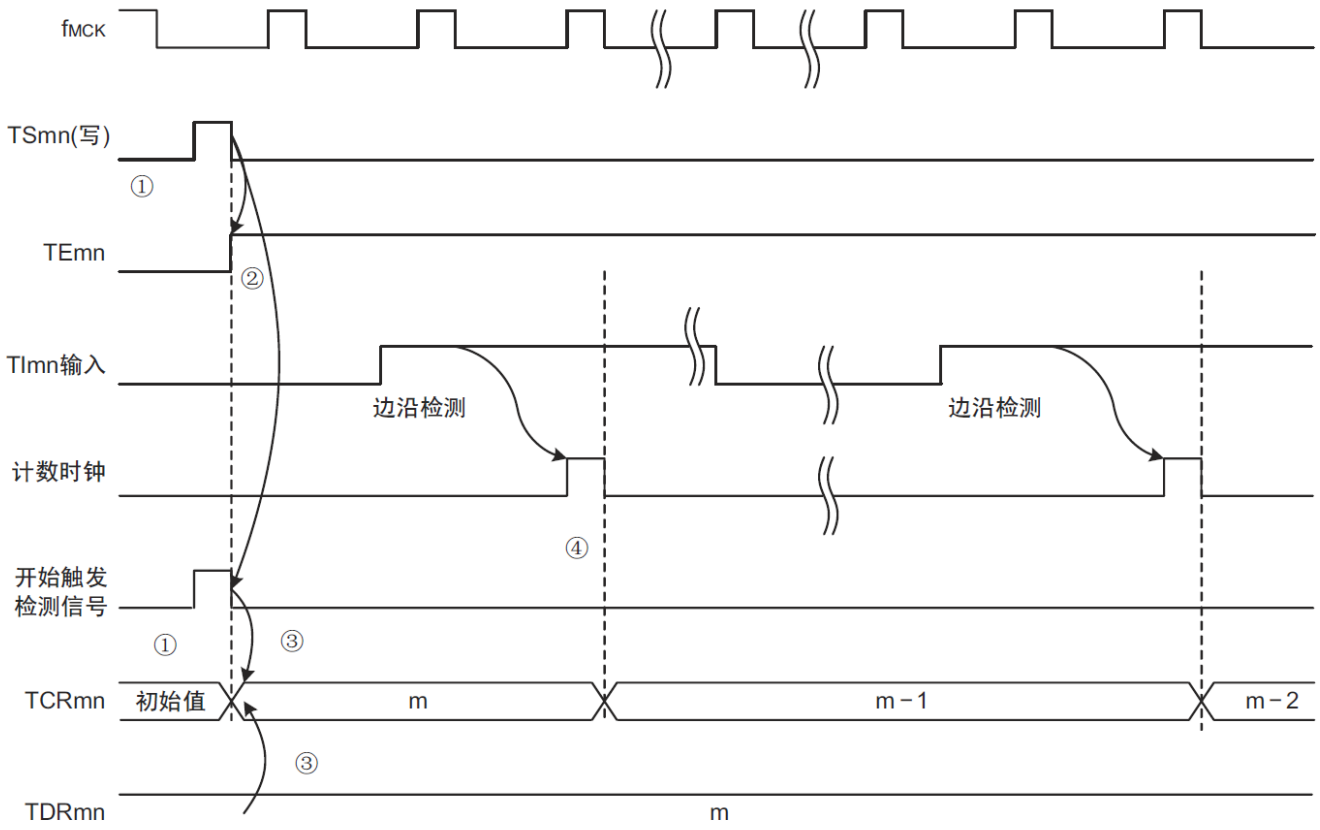 fMCK
TSmn(写)
①
TEmn
②
TImn输入
边沿检测 边沿检测
计数时钟
④
开始触发
检测信号
① ③
TCRmn 初始值 m m－1 m－2
③
TDRmn m